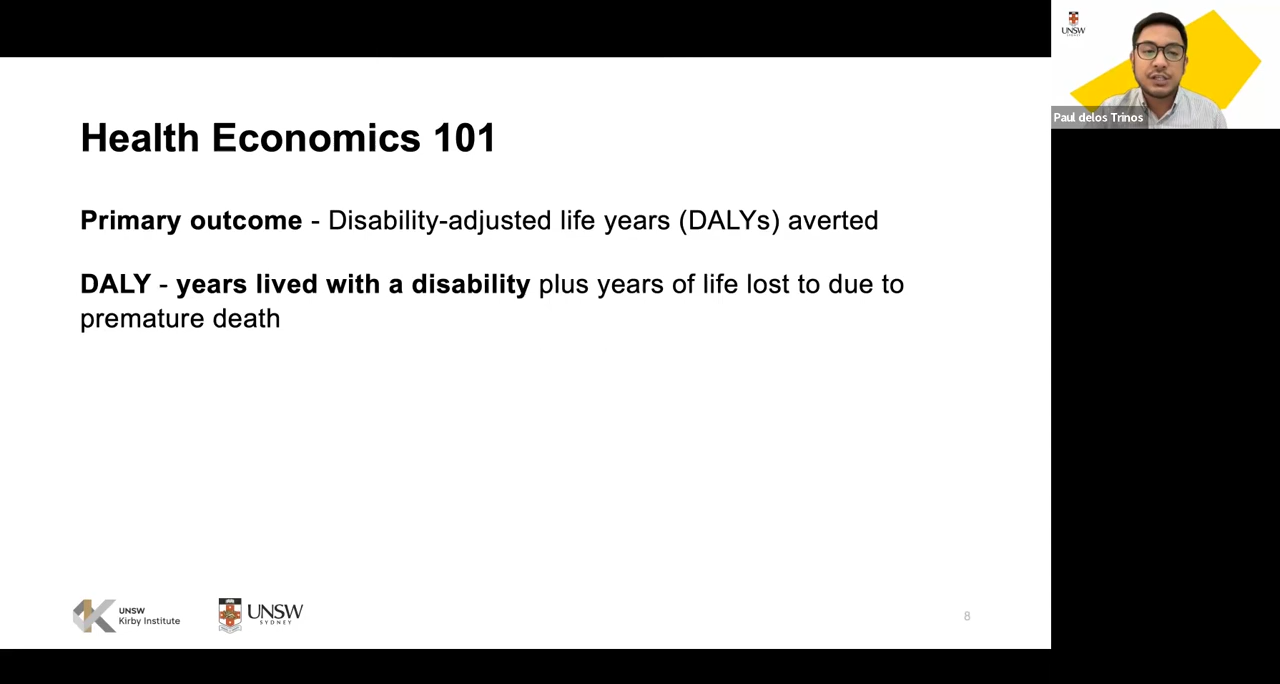 Health Economics 101
Primary outcome - Disability-adjusted life years (DALYs) averted
DALY - years lived with a disability plus years of life lost to due to
premature death
UNSW
Kirby Institute
UNSW
SYDNEY
8
UNSW
Paul delos Trinos